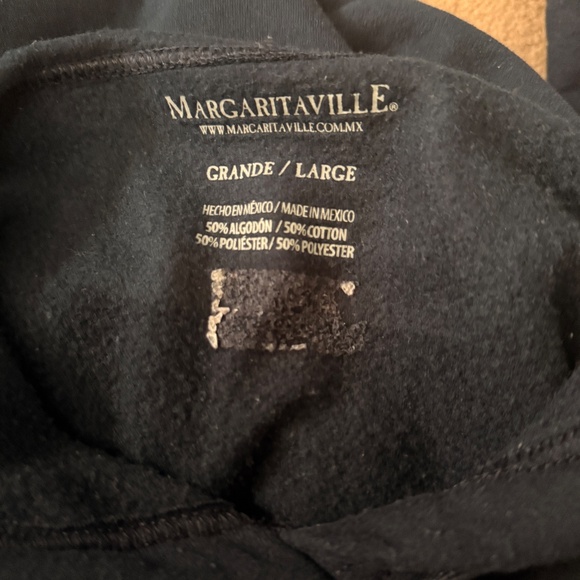 MARGARITAVILLE®
WWW.MARGARITAVILLE.COM.MX
GRANDE / LARGE
HECHO EN MÉXICO / MADE IN MEXICO
50% ALGODÓN / 50% COTTON
50% POLIÉSTER / 50% POLYESTER